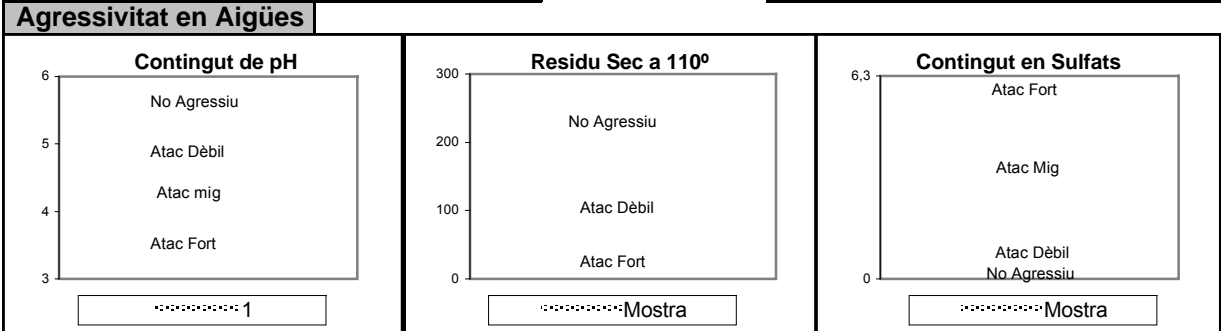 Agressivitat en Aigües
Contingut de pH
6
No Agressiu
5
Atac Dèbil
Atac mig
4
Atac Fort
3
1
Residu Sec a 110º
300
No Agressiu
200
100
Atac Dèbil
Atac Fort
0
Mostra
Contingut en Sulfats
6,3
Atac Fort
Atac Mig
Atac Dèbil
No Agressiu
0
Mostra